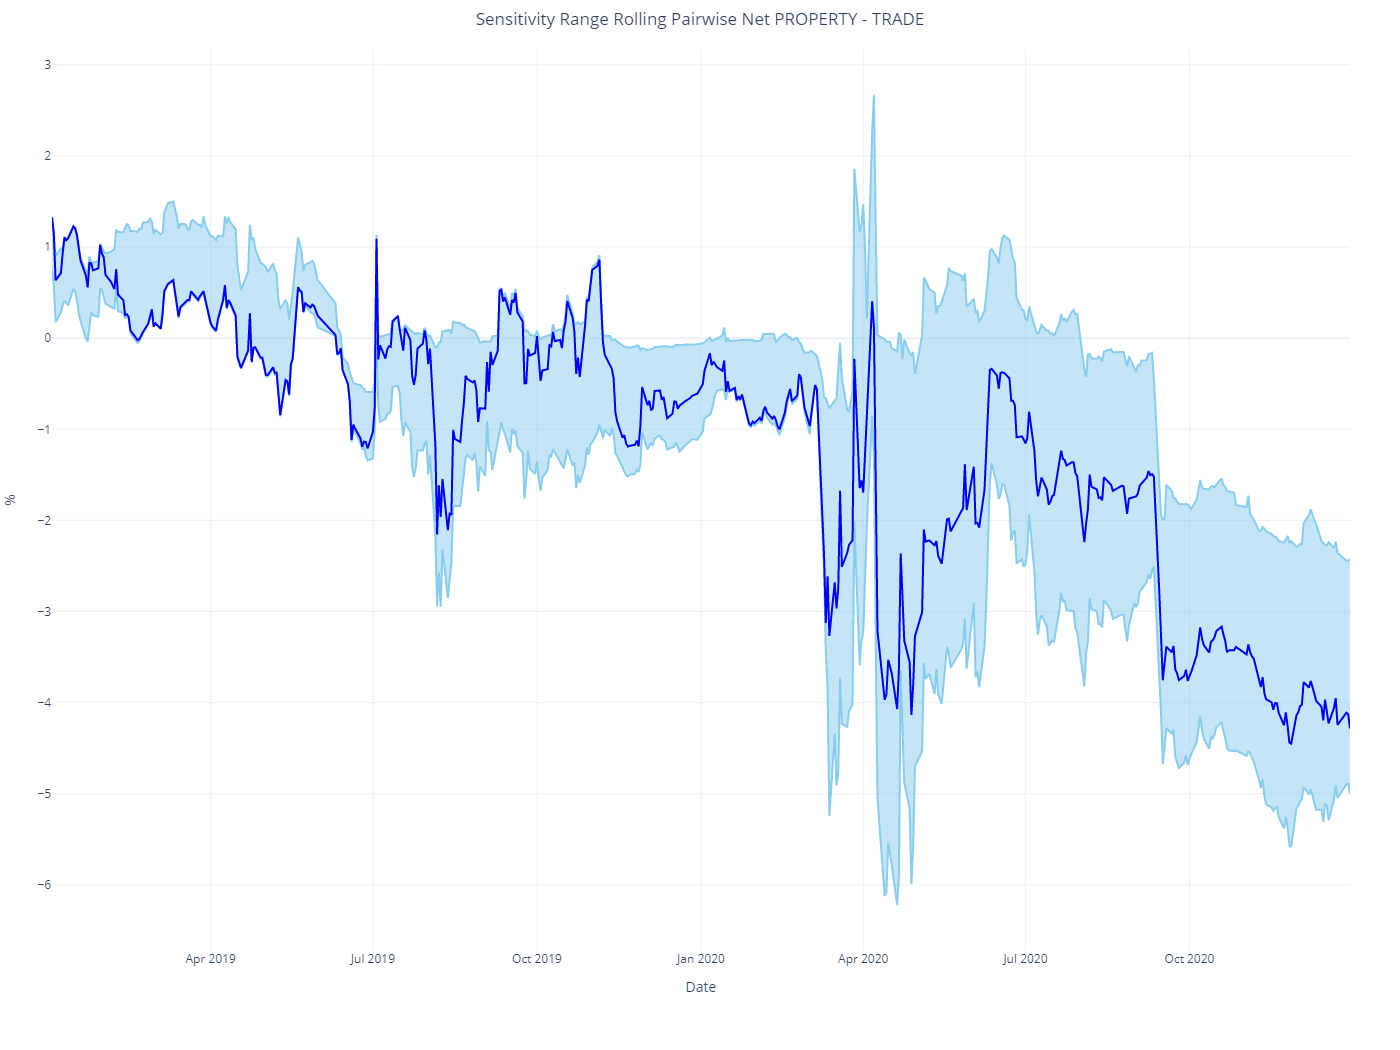 Sensitivity Range Rolling Pairwise Net PROPERTY - TRADE
3
2
1
0
−1
−2
−3
−4
−5
−6
%
Apr 2019
Jul 2019
Oct 2019
Jan 2020
Apr 2020
Jul 2020
Oct 2020
Date